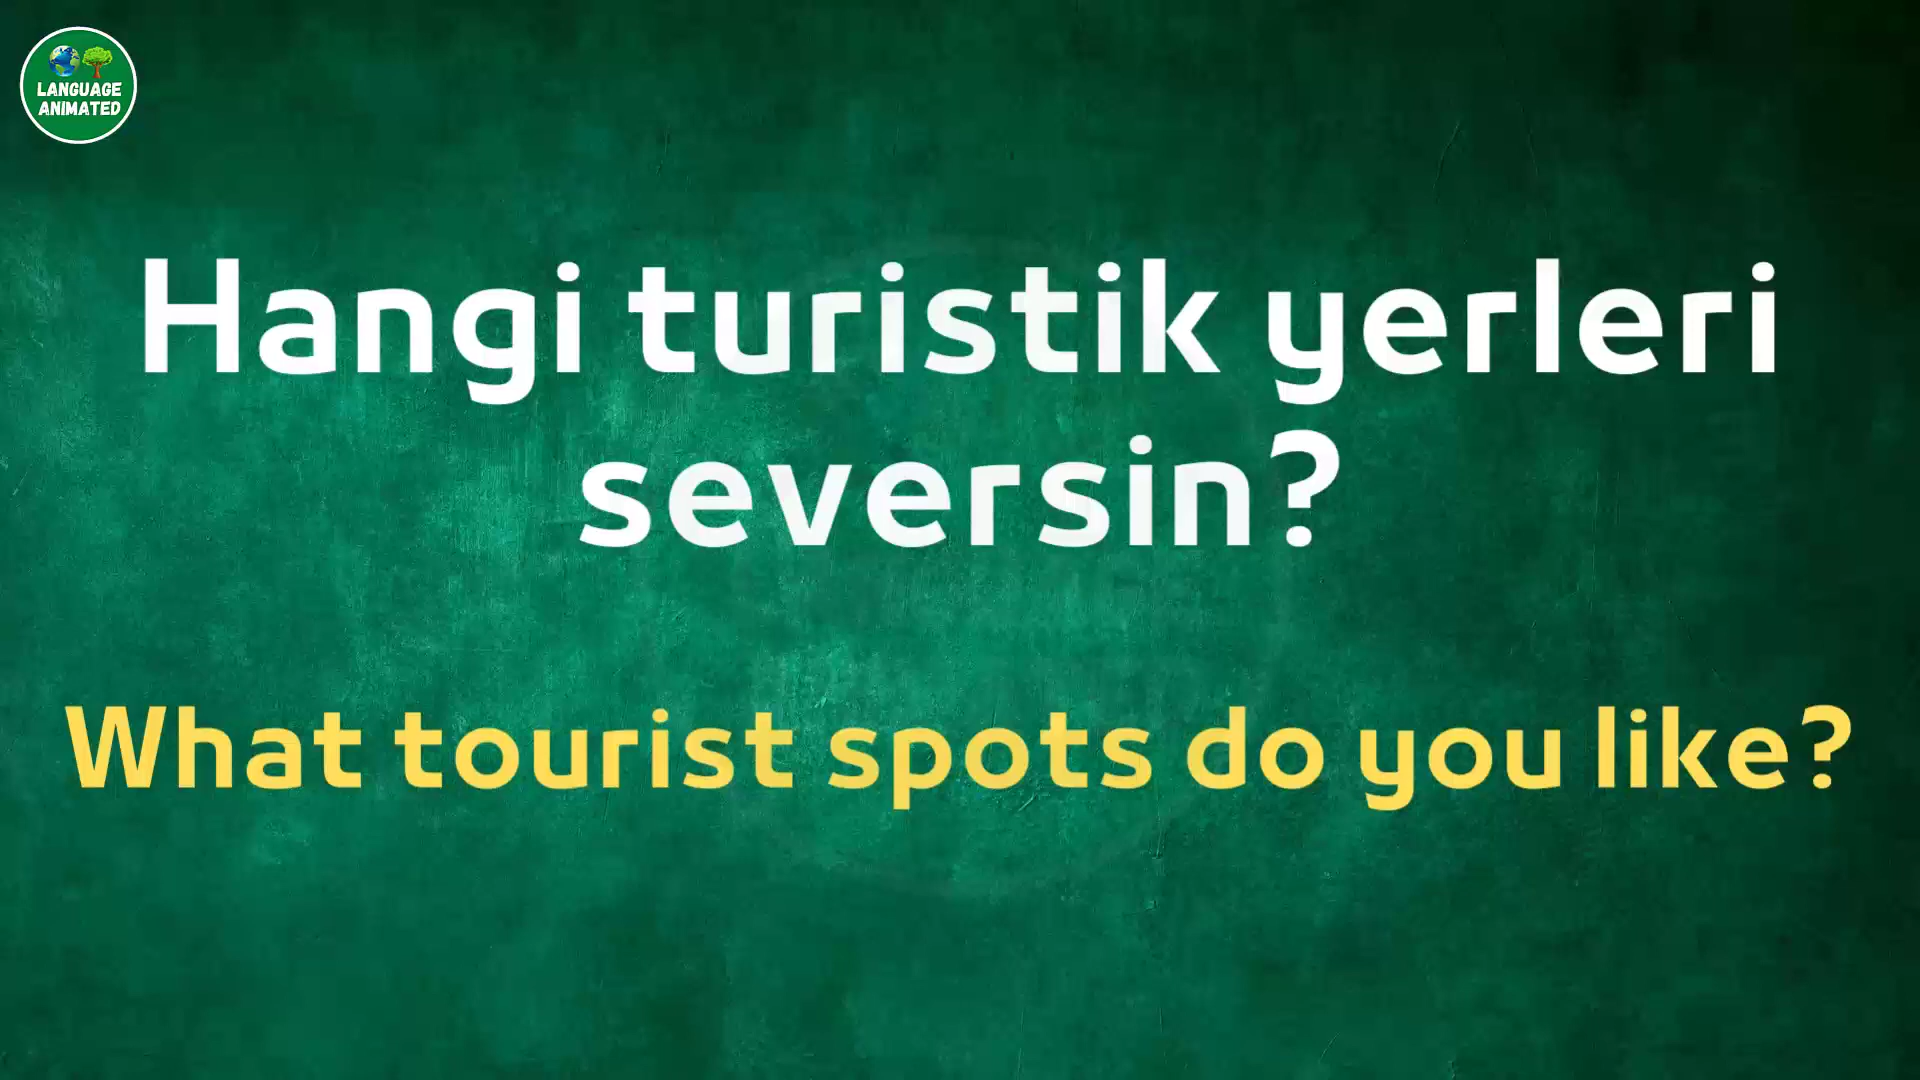 LANGUAGE
ANIMATED
Hangi turistik yerleri
seversin?
What tourist spots do you like?